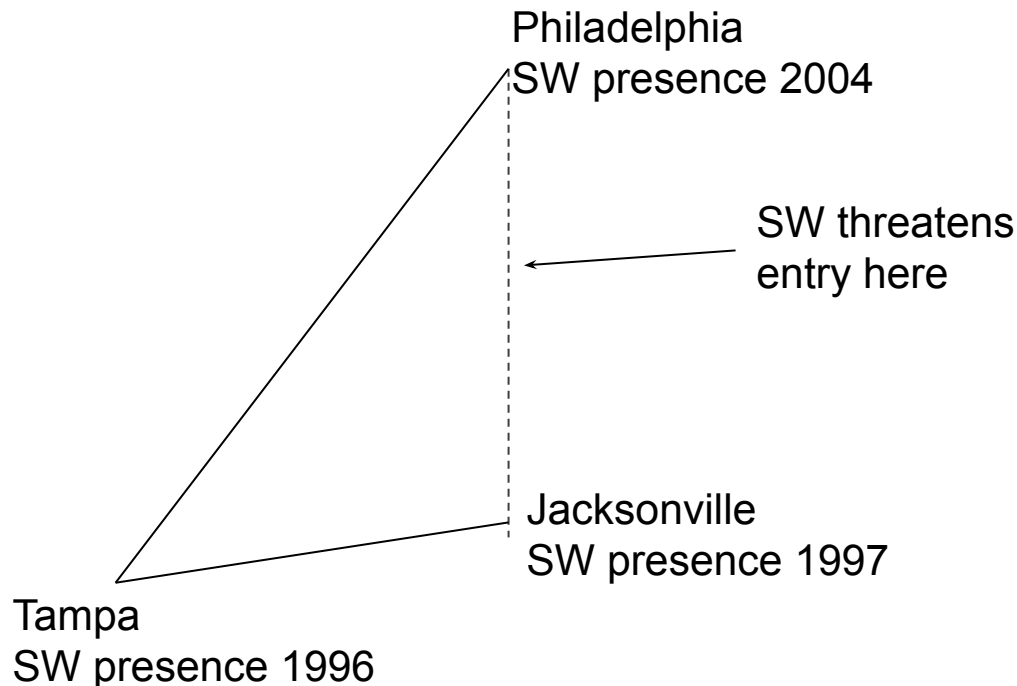 Philadelphia
SW presence 2004
SW threatens
entry here
Jacksonville
SW presence 1997
Tampa
SW presence 1996